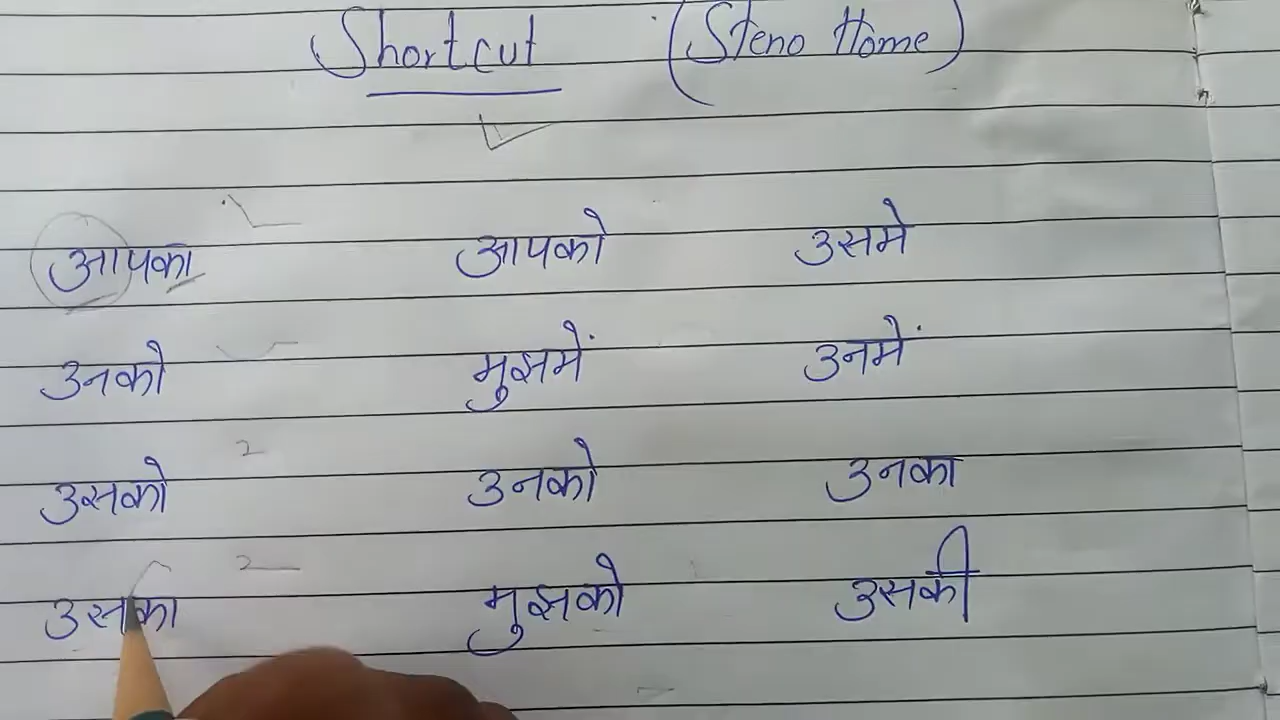 Shortcut (Steno Home)
आपका आपको उसमे
उनको मुझमें उनमें
उसको उनको उनका
उसका मुझको उसकी